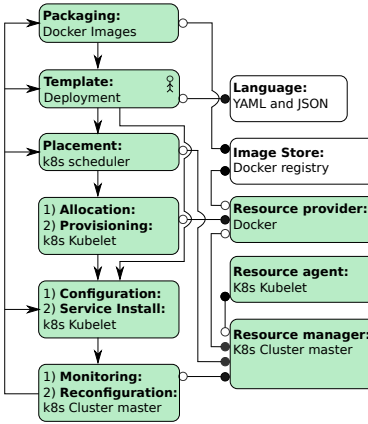 Packaging:
Docker Images
Template:
Deployment
Placement:
k8s scheduler
1) Allocation:
2) Provisioning:
k8s Kubelet
1) Configuration:
2) Service Install:
k8s Kubelet
1) Monitoring:
2) Reconfiguration:
k8s Cluster master
Language:
YAML and JSON
Image Store:
Docker registry
Resource provider:
Docker
Resource agent:
K8s Kubelet
Resource manager:
K8s Cluster master